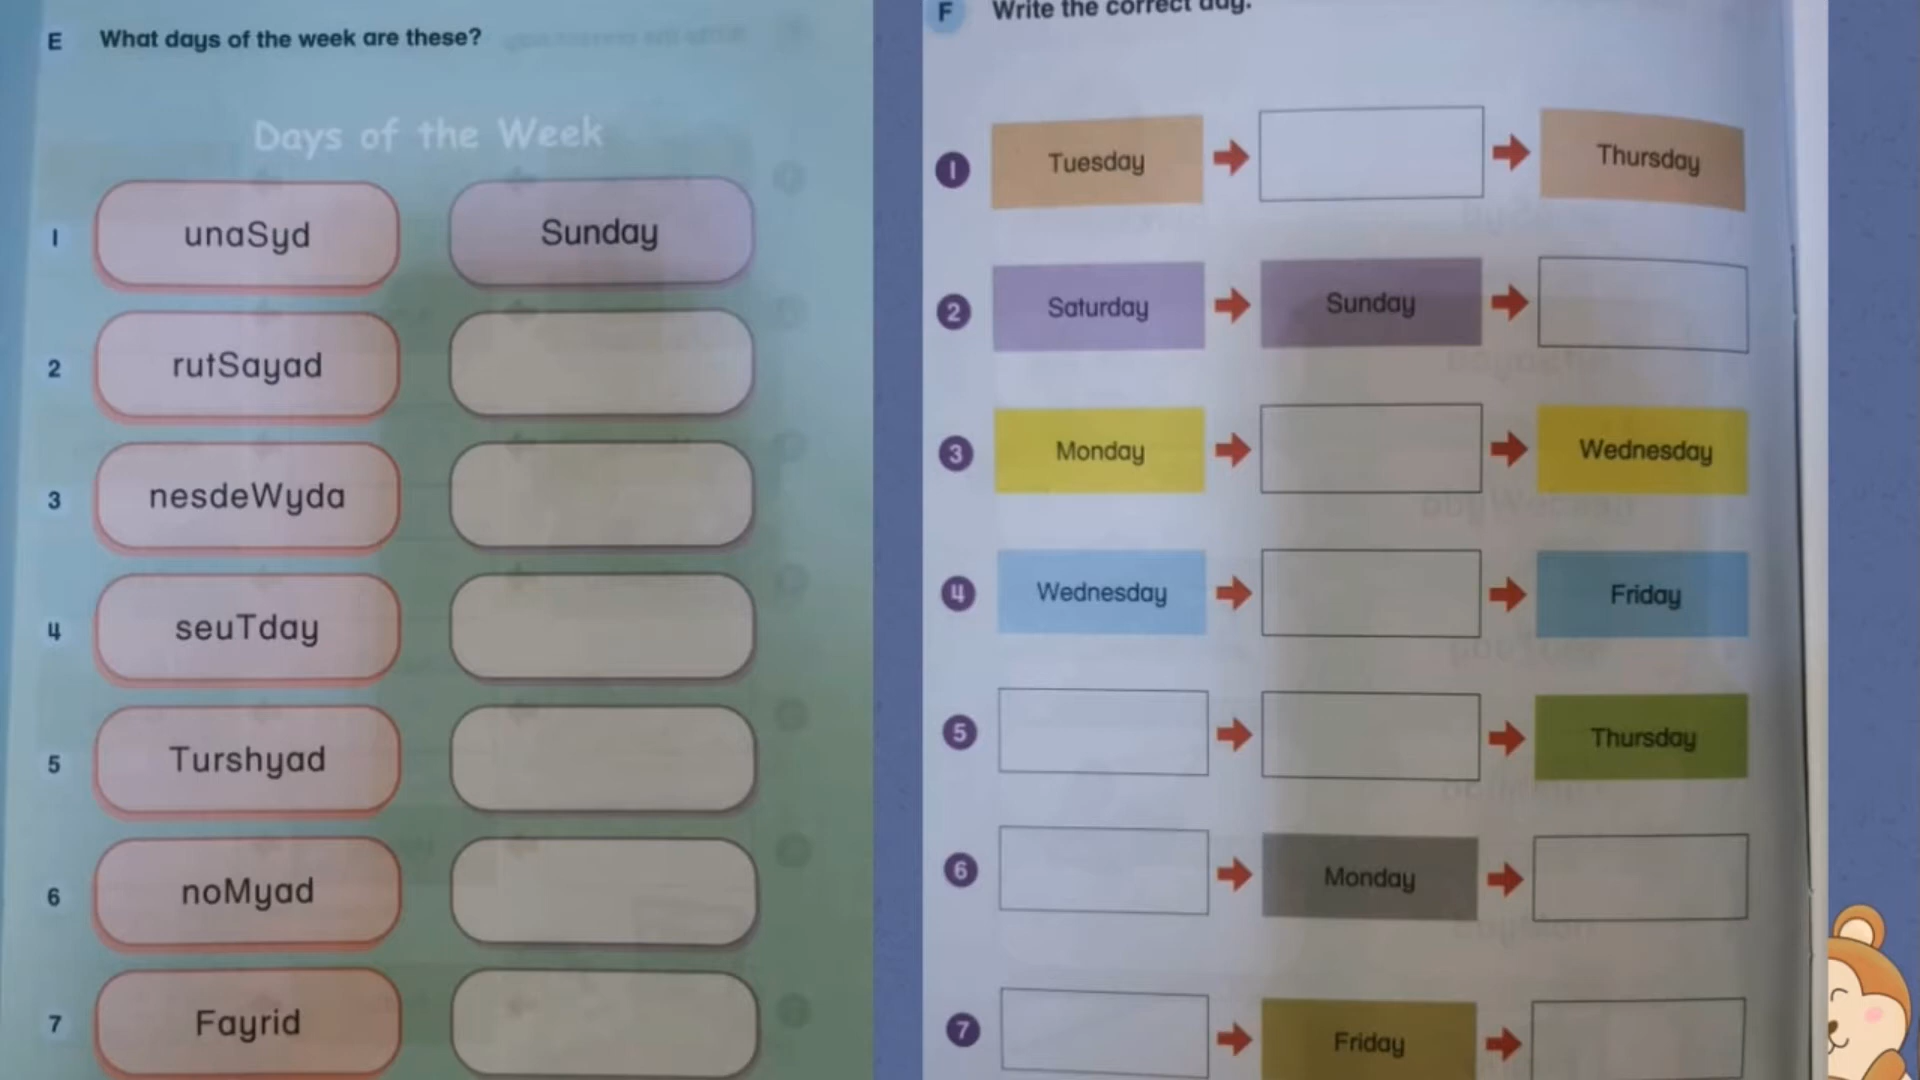 E What days of the week are these?
Days of the Week
1 unaSyd Sunday
2 rutSayad
3 nesdeWyda
4 seuTday
5 Turshyad
6 noMyad
7 Fayrid
F Write the correct day.
1 Tuesday Thursday
2 Saturday Sunday
3 Monday Wednesday
4 Wednesday Friday
5 Thursday
6 Monday
7 Friday